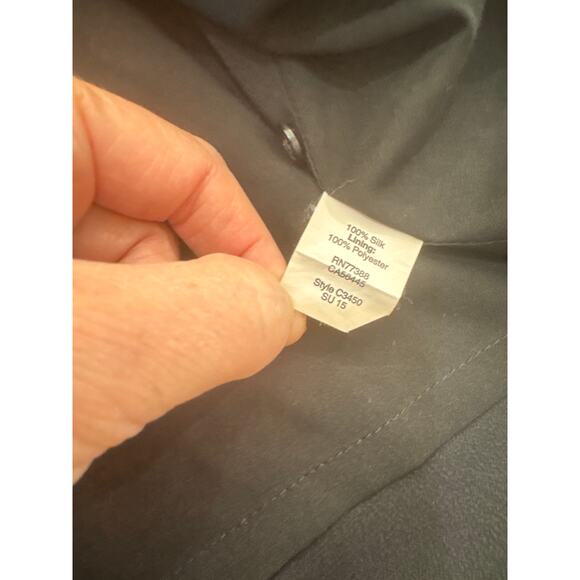 100% Silk
Lining:
100% Polyester
RN77388
CA56445
Style C3450
SU 15